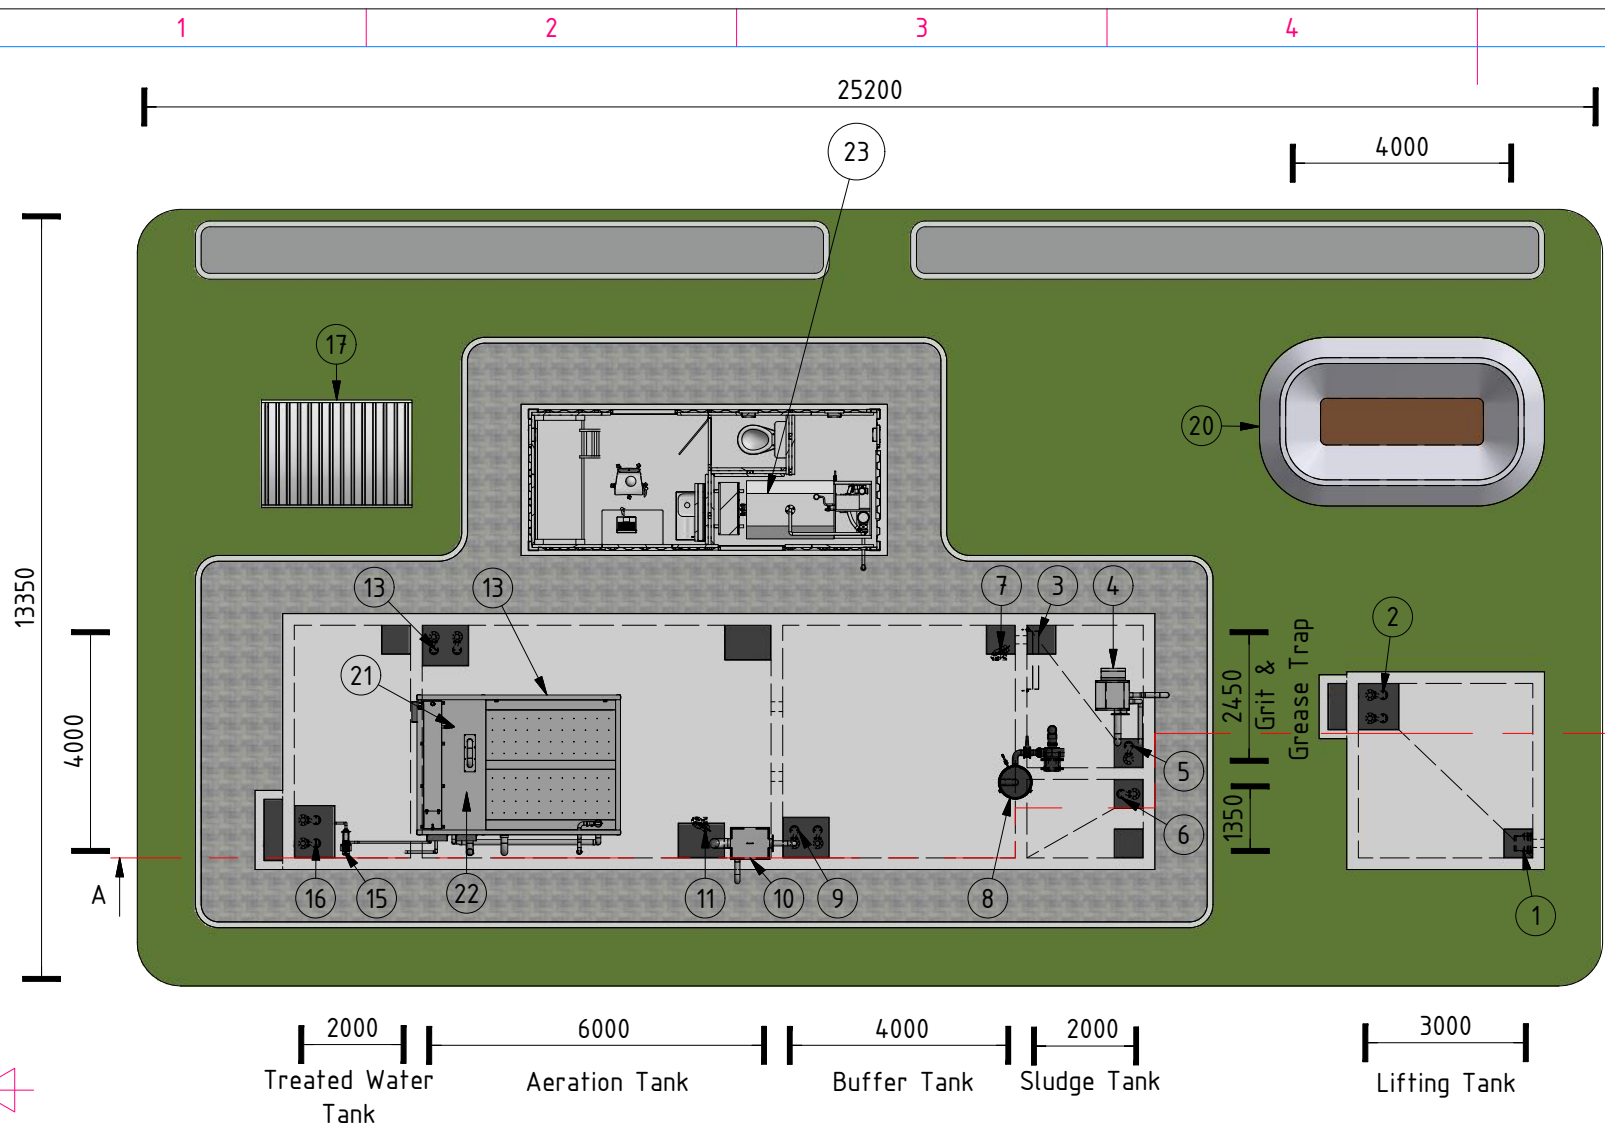 1 2 3 4
25200
4000
23
17
20
13350
4000
13 13 7 3 4
2
21
2450
Grit &
Grease Trap
5
1350
6
A
16 15 22 11 10 9 8
1
2000 6000 4000 2000 3000
Treated Water
Tank
Aeration Tank
Buffer Tank
Sludge Tank
Lifting Tank